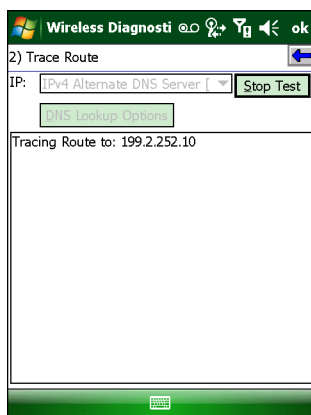 Wireless Diagnosti ok
2) Trace Route
IP: IPv4 Alternate DNS Server [ Stop Test
DNS Lookup Options
Tracing Route to: 199.2.252.10